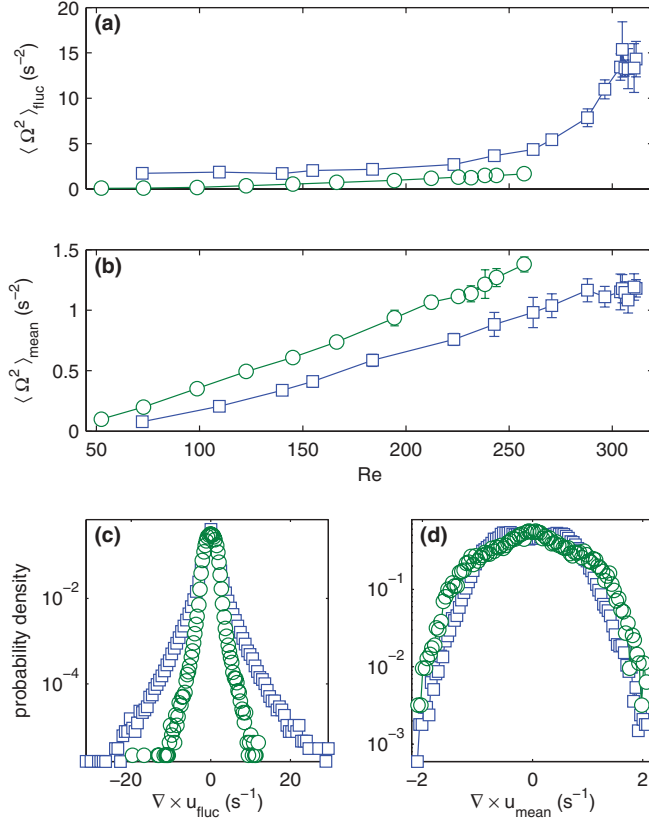 (a)
20
15
10
5
0
⟨ Ω² ⟩fluc (s⁻²)
(b)
1.5
1
0.5
0
⟨ Ω² ⟩mean (s⁻²)
50 100 150 200 250 300
Re
(c)
10⁻²
10⁻⁴
probability density
−20 0 20
∇ × ufluc (s⁻¹)
(d)
10⁻¹
10⁻²
10⁻³
-2 0 2
∇ × umean (s⁻¹)